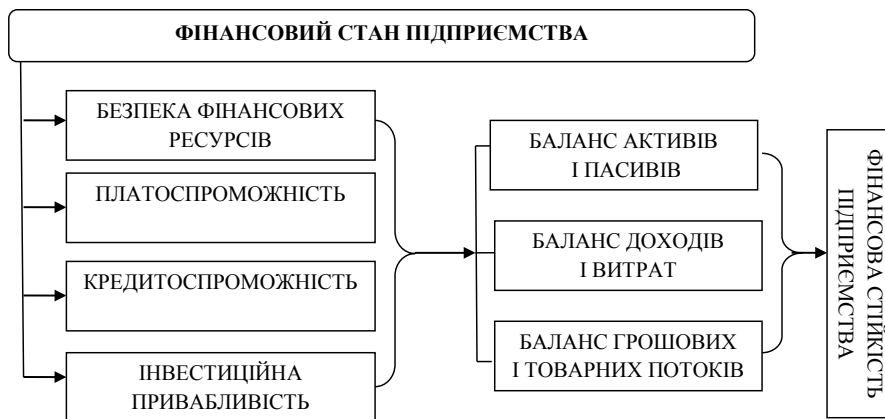 ФІНАНСОВИЙ СТАН ПІДПРИЄМСТВА
БЕЗПЕКА ФІНАНСОВИХ
РЕСУРСІВ
ПЛАТОСПРОМОЖНІСТЬ
КРЕДИТОСПРОМОЖНІСТЬ
ІНВЕСТИЦІЙНА
ПРИВАБЛИВІСТЬ
БАЛАНС АКТИВІВ
І ПАСИВІВ
БАЛАНС ДОХОДІВ
І ВИТРАТ
БАЛАНС ГРОШОВИХ
І ТОВАРНИХ ПОТОКІВ
ФІНАНСОВА СТІЙКІСТЬ
ПІДПРИЄМСТВА